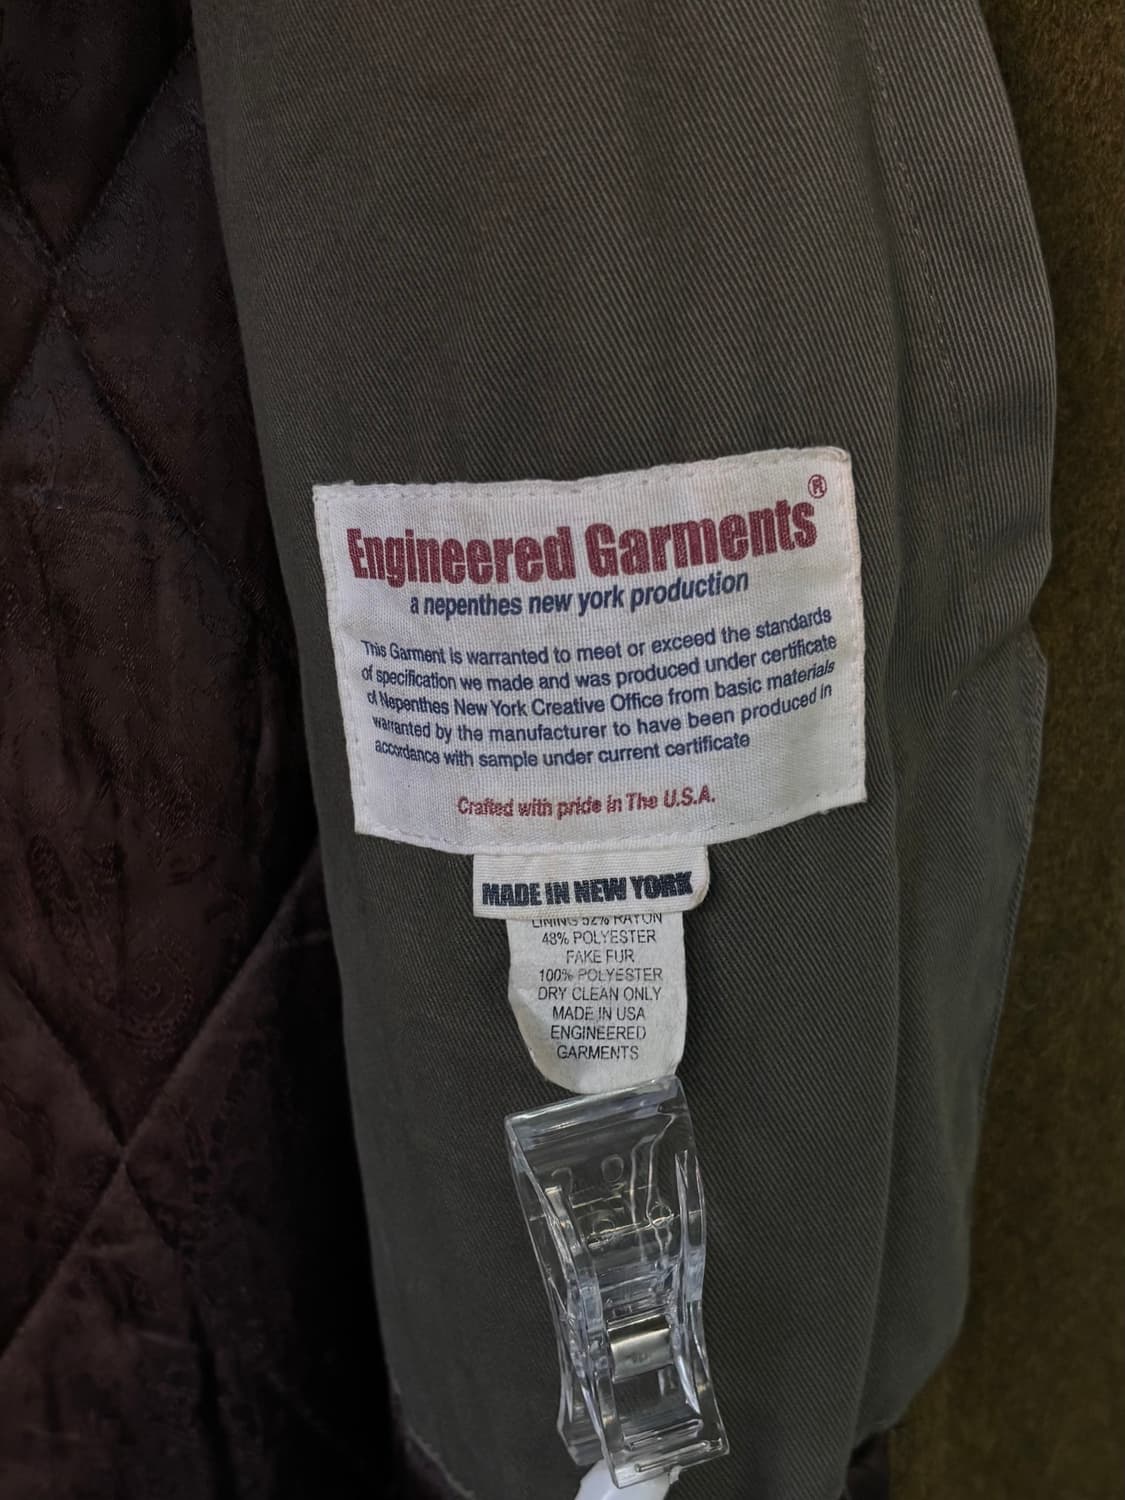 Engineered Garments®
a nepenthes new york production
This Garment is warranted to meet or exceed the standards
of specification we made and was produced under certificate
of Nepenthes New York Creative Office from basic materials
warranted by the manufacturer to have been produced in
accordance with sample under current certificate
Crafted with pride in The U.S.A.
MADE IN NEW YORK
LINING 52% RAYON
48% POLYESTER
FAKE FUR
100% POLYESTER
DRY CLEAN ONLY
MADE IN USA
ENGINEERED
GARMENTS